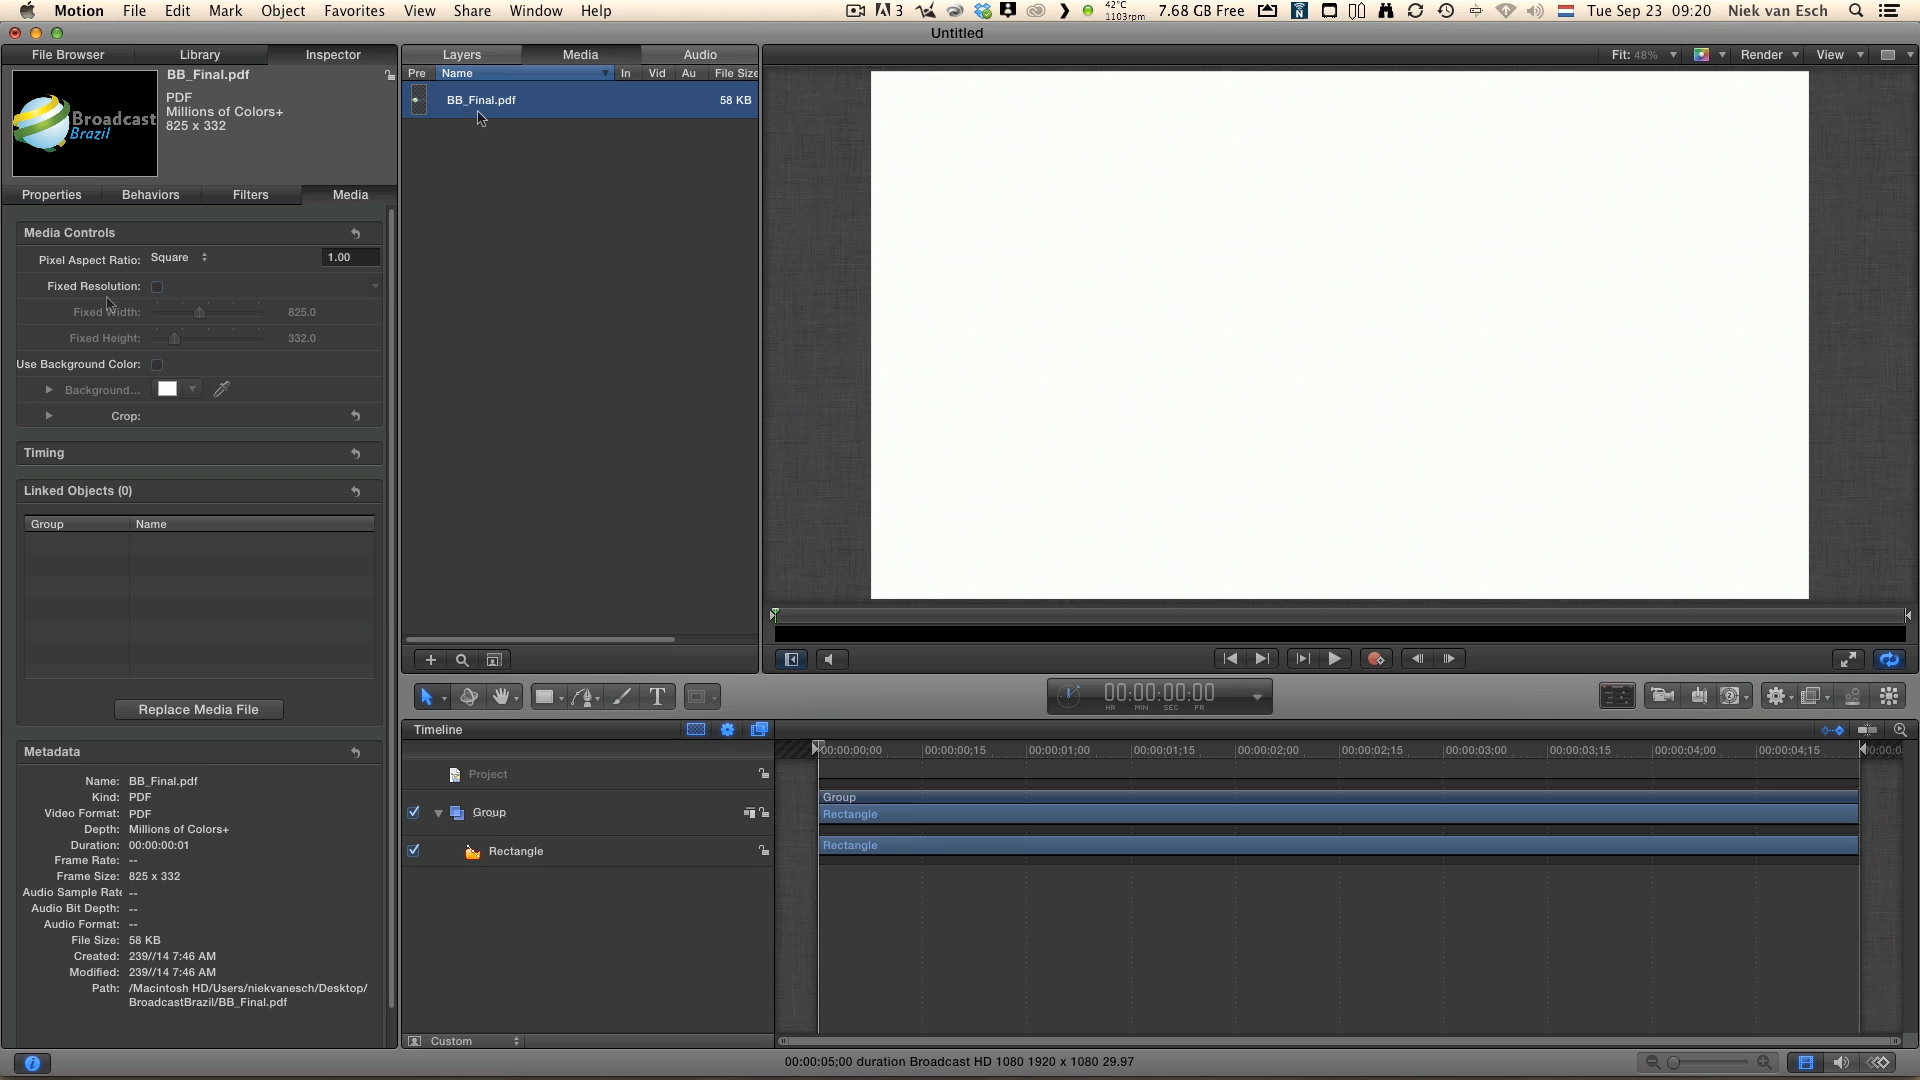 Motion File Edit Mark Object Favorites View Share Window Help
3 42°C 1103rpm 7.68 GB Free Tue Sep 23 09:20 Niek van Esch
Untitled
File Browser Library Inspector
Layers Media Audio
Fit: 48% Render View
BB_Final.pdf
PDF
Millions of Colors+
825 x 332
Broadcast
Brazil
Pre Name In Vid Au File Size
BB_Final.pdf 58 KB
Properties Behaviors Filters Media
Media Controls
Pixel Aspect Ratio: Square 1.00
Fixed Resolution:
Fixed Width: 825.0
Fixed Height: 332.0
Use Background Color:
Background...
Crop:
Timing
Linked Objects (0)
Group Name
Replace Media File
Metadata
Name: BB_Final.pdf
Kind: PDF
Video Format: PDF
Depth: Millions of Colors+
Duration: 00:00:00:01
Frame Rate: --
Frame Size: 825 x 332
Audio Sample Rate --
Audio Bit Depth: --
Audio Format: --
File Size: 58 KB
Created: 239//14 7:46 AM
Modified: 239//14 7:46 AM
Path: /Macintosh HD/Users/niekvanesch/Desktop/
BroadcastBrazil/BB_Final.pdf
T
00:00:00:00
HR MIN SEC FR
Timeline
00:00:00;00 00:00:00;15 00:00:01;00 00:00:01;15 00:00:02;00 00:00:02;15 00:00:03;00 00:00:03;15 00:00:04;00 00:00:04;15 00:00:0
Project
Group
Rectangle
Group
Rectangle
Rectangle
Custom
00:00:05;00 duration Broadcast HD 1080 1920 x 1080 29.97